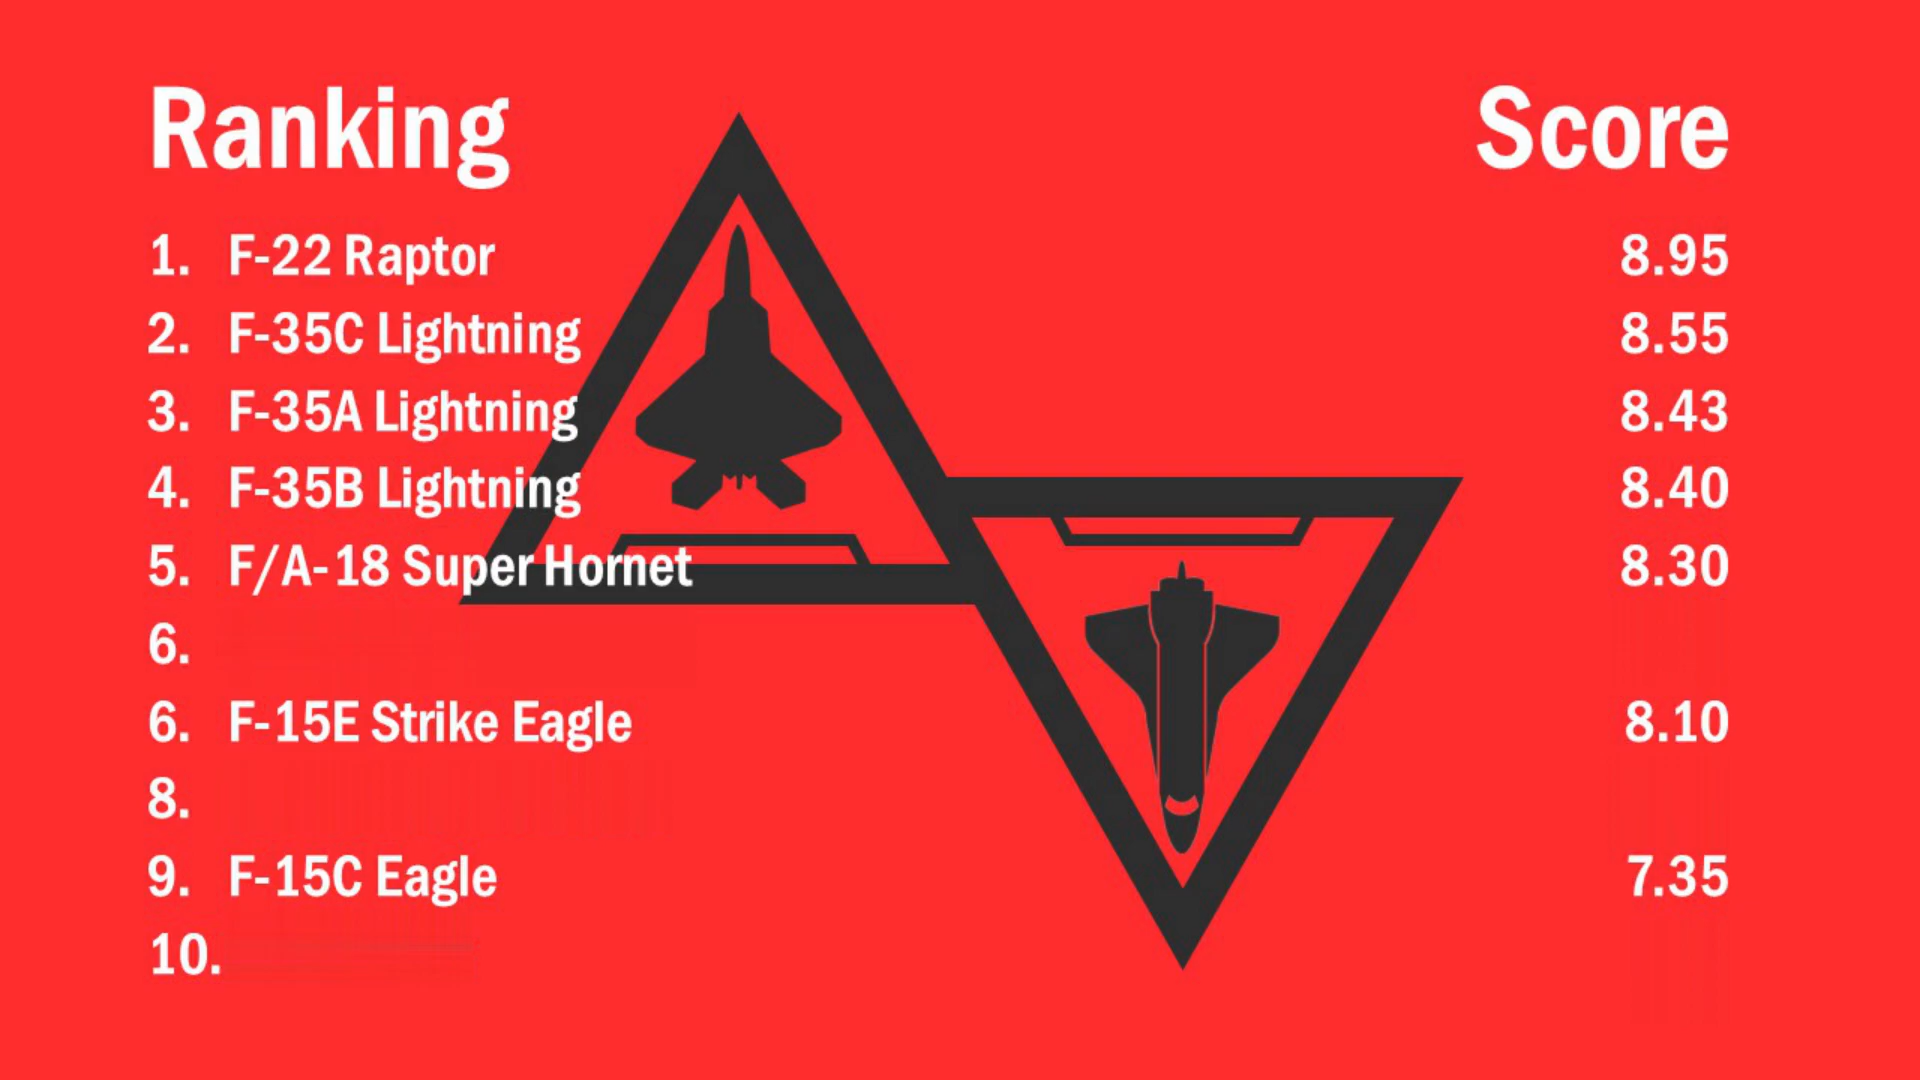 Ranking Score
1. F-22 Raptor 8.95
2. F-35C Lightning 8.55
3. F-35A Lightning 8.43
4. F-35B Lightning 8.40
5. F/A-18 Super Hornet 8.30
6.
6. F-15E Strike Eagle 8.10
8.
9. F-15C Eagle 7.35
10.